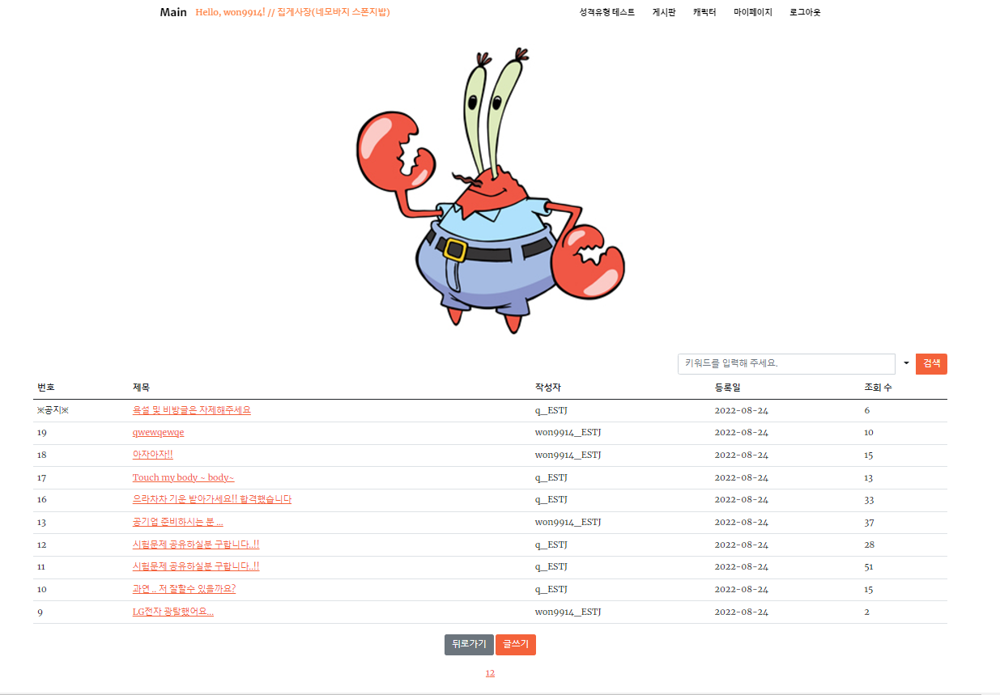 Main Hello, won9914! // 집게사장(네모바지 스폰지밥) 성격유형 테스트 게시판 캐릭터 마이페이지 로그아웃
키워드를 입력해 주세요. 검색
번호 제목 작성자 등록일 조회 수
※공지※ 욕설 및 비방글은 자제해주세요 q_ESTJ 2022-08-24 6
19 qwewqewqe won9914_ESTJ 2022-08-24 10
18 아자아자!! won9914_ESTJ 2022-08-24 15
17 Touch my body ~ body~ q_ESTJ 2022-08-24 13
16 으라차차 기운 받아가세요!! 합격했습니다 q_ESTJ 2022-08-24 33
13 공기업 준비하시는 분 ... won9914_ESTJ 2022-08-24 37
12 시험문제 공유하실분 구합니다..!! q_ESTJ 2022-08-24 28
11 시험문제 공유하실분 구합니다..!! q_ESTJ 2022-08-24 51
10 과연 .. 저 잘할수 있을까요? q_ESTJ 2022-08-24 15
9 LG전자 광탈했어요... won9914_ESTJ 2022-08-24 2
뒤로가기 글쓰기
12